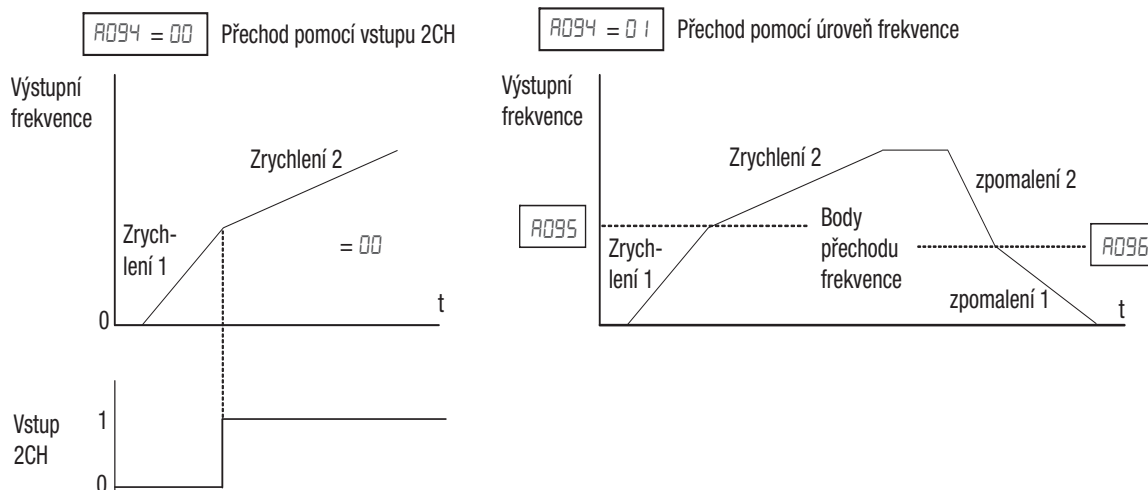 A094 = 00 Přechod pomocí vstupu 2CH
Výstupní
frekvence
Zrychlení 2
Zrych-
lení 1
= 00
t
0
Vstup
2CH
1
0
A094 = 01 Přechod pomocí úroveň frekvence
Výstupní
frekvence
Zrychlení 2
zpomalení 2
A095
Body
přechodu
frekvence
A096
Zrych-
lení 1
zpomalení 1
t